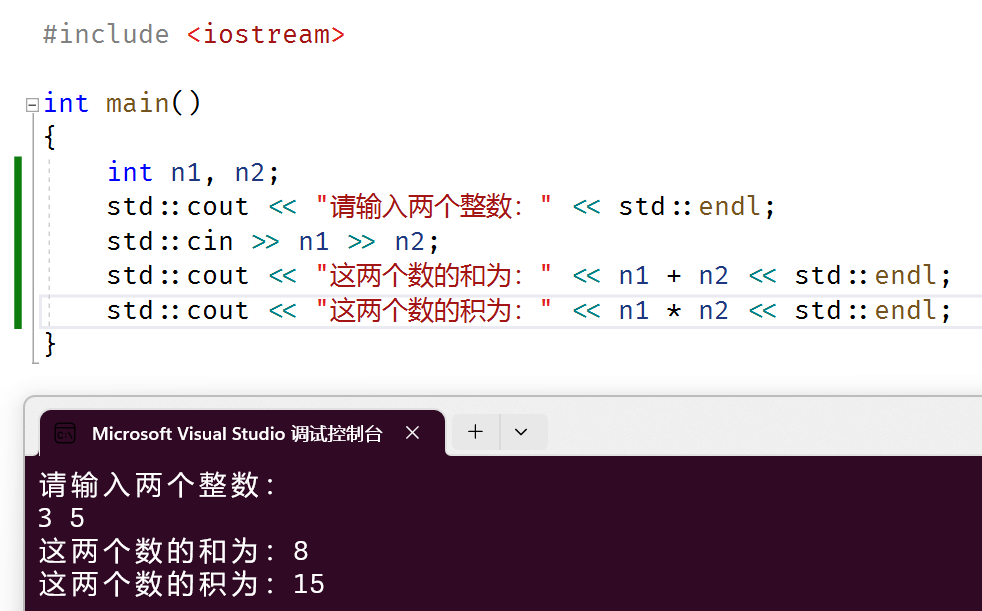 #include <iostream>
int main()
{
int n1, n2;
std::cout << "请输入两个整数：" << std::endl;
std::cin >> n1 >> n2;
std::cout << "这两个数的和为：" << n1 + n2 << std::endl;
std::cout << "这两个数的积为：" << n1 * n2 << std::endl;
}
Microsoft Visual Studio 调试控制台
请输入两个整数：
3 5
这两个数的和为：8
这两个数的积为：15